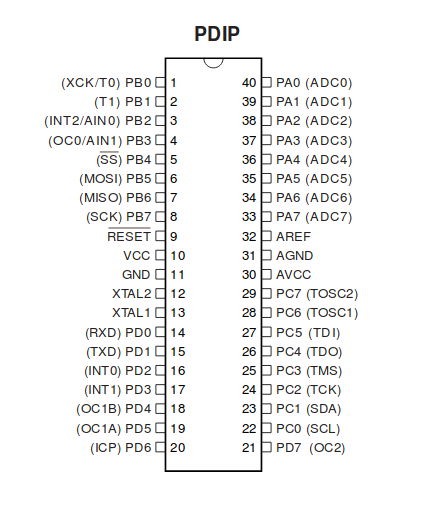 PDIP
(XCK/T0) PB0 1 40 PA0 (ADC0)
(T1) PB1 2 39 PA1 (ADC1)
(INT2/AIN0) PB2 3 38 PA2 (ADC2)
(OC0/AIN1) PB3 4 37 PA3 (ADC3)
(SS) PB4 5 36 PA4 (ADC4)
(MOSI) PB5 6 35 PA5 (ADC5)
(MISO) PB6 7 34 PA6 (ADC6)
(SCK) PB7 8 33 PA7 (ADC7)
RESET 9 32 AREF
VCC 10 31 AGND
GND 11 30 AVCC
XTAL2 12 29 PC7 (TOSC2)
XTAL1 13 28 PC6 (TOSC1)
(RXD) PD0 14 27 PC5 (TDI)
(TXD) PD1 15 26 PC4 (TDO)
(INT0) PD2 16 25 PC3 (TMS)
(INT1) PD3 17 24 PC2 (TCK)
(OC1B) PD4 18 23 PC1 (SDA)
(OC1A) PD5 19 22 PC0 (SCL)
(ICP) PD6 20 21 PD7 (OC2)